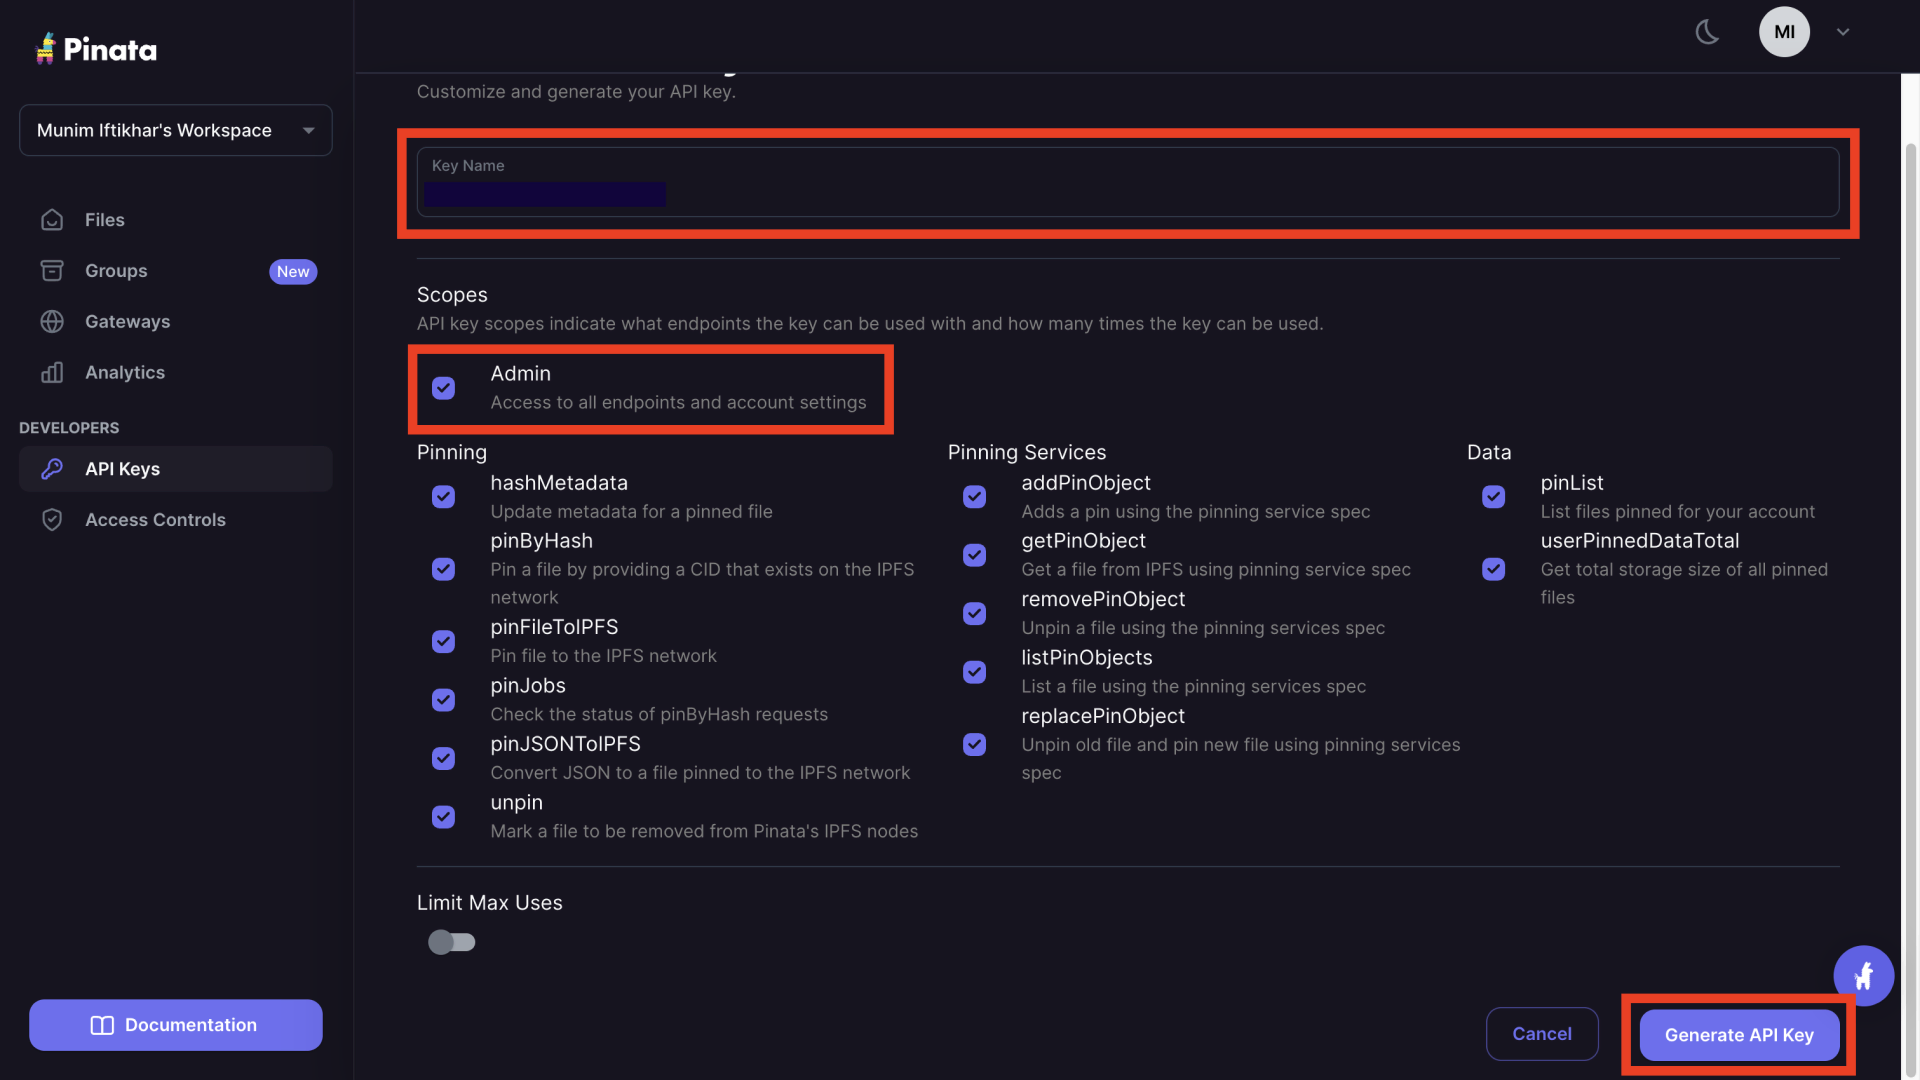 Pinata
MI
Munim Iftikhar's Workspace
Files
Groups
New
Gateways
Analytics
DEVELOPERS
API Keys
Access Controls
Documentation
Customize and generate your API key.
Key Name
Scopes
API key scopes indicate what endpoints the key can be used with and how many times the key can be used.
Admin
Access to all endpoints and account settings
Pinning
hashMetadata
Update metadata for a pinned file
pinByHash
Pin a file by providing a CID that exists on the IPFS
network
pinFileToIPFS
Pin file to the IPFS network
pinJobs
Check the status of pinByHash requests
pinJSONToIPFS
Convert JSON to a file pinned to the IPFS network
unpin
Mark a file to be removed from Pinata's IPFS nodes
Pinning Services
addPinObject
Adds a pin using the pinning service spec
getPinObject
Get a file from IPFS using pinning service spec
removePinObject
Unpin a file using the pinning services spec
listPinObjects
List a file using the pinning services spec
replacePinObject
Unpin old file and pin new file using pinning services
spec
Data
pinList
List files pinned for your account
userPinnedDataTotal
Get total storage size of all pinned
files
Limit Max Uses
Cancel
Generate API Key